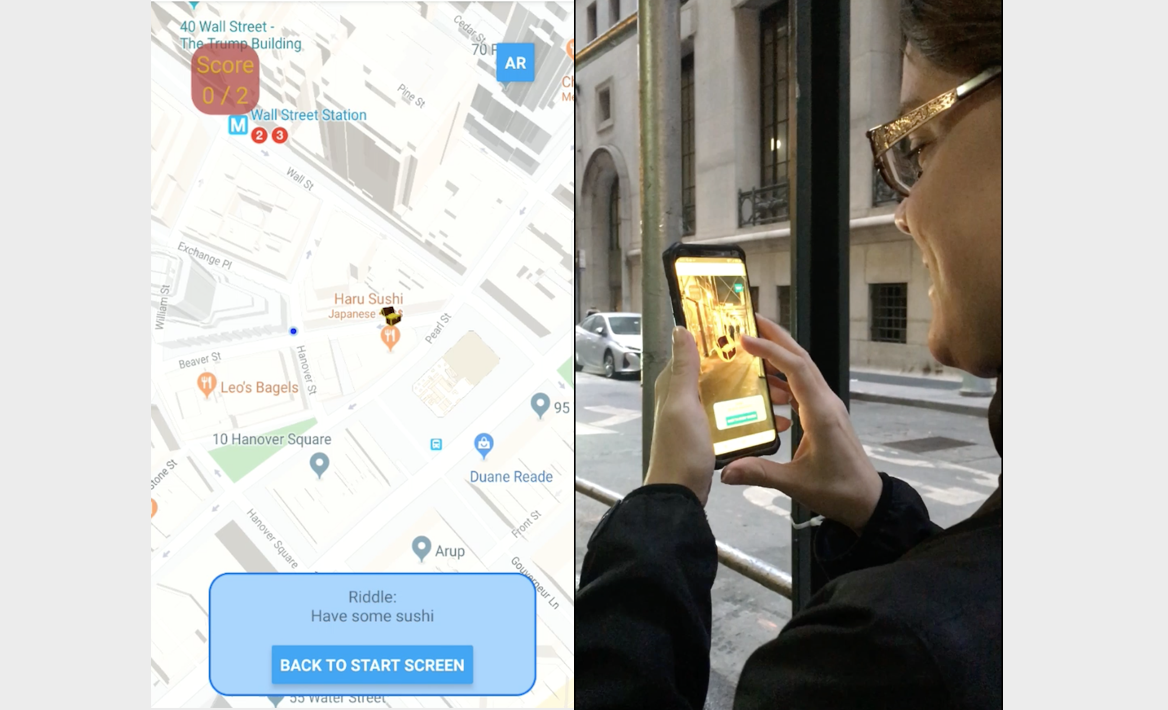 40 Wall Street -
The Trump Building
Cedar St
70 P
AR
Score
0 / 2
Pine St
M
Wall Street Station
2 3
Wall St
Exchange Pl
William St
Haru Sushi
Japanese
Pearl St
Beaver St
Hanover St
Leo's Bagels
95
10 Hanover Square
Duane Reade
stone St
Hanover Square
Front St
Arup
Gouverneur Ln
Riddle:
Have some sushi
BACK TO START SCREEN
55 Water Street